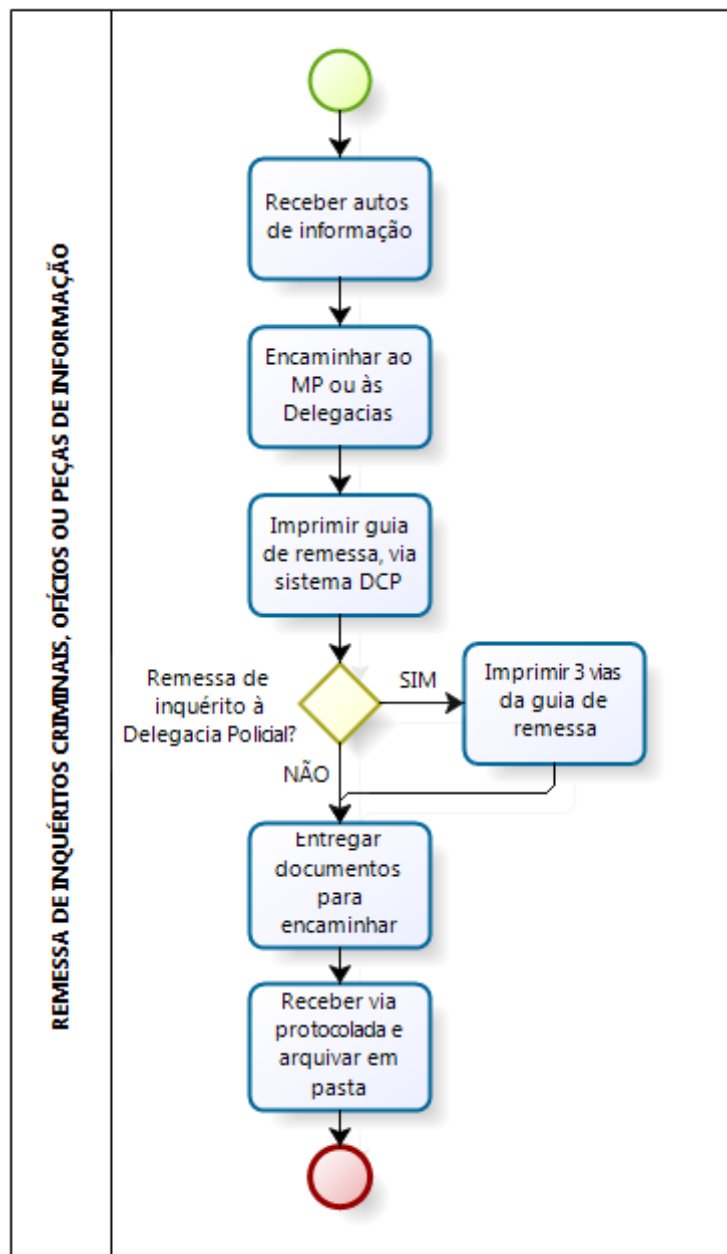 REMESSA DE INQUÉRITOS CRIMINAIS, OFÍCIOS OU PEÇAS DE INFORMAÇÃO
Receber autos
de informação
Encaminhar ao
MP ou às
Delegacias
Imprimir guia
de remessa, via
sistema DCP
Remessa de
inquérito à
Delegacia Policial?
SIM
Imprimir 3 vias
da guia de
remessa
NÃO
Entregar
documentos
para
encaminhar
Receber via
protocolada e
arquivar em
pasta